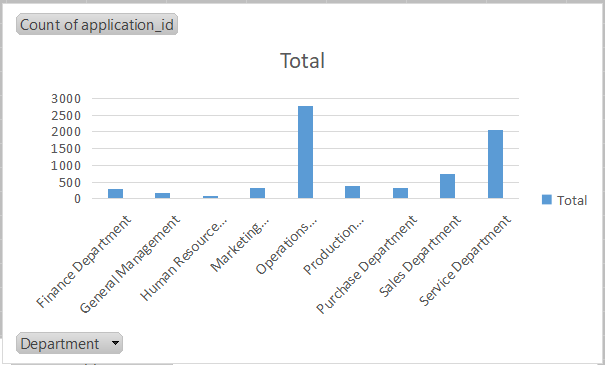 Count of application_id
Total
3000
2500
2000
1500
1000
500
0
Finance Department
General Management
Human Resource...
Marketing...
Operations...
Production...
Purchase Department
Sales Department
Service Department
Total
Department